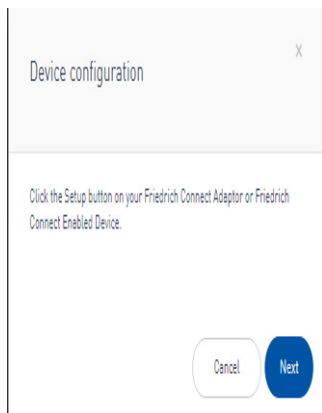 Device configuration
×
Click the Setup button on your Friedrich Connect Adaptor or Friedrich
Connect Enabled Device.
Cancel
Next